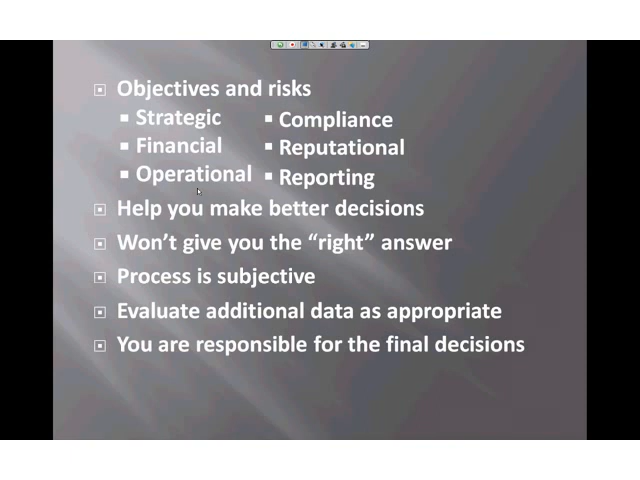 Objectives and risks
Strategic
Financial
Operational
Compliance
Reputational
Reporting
Help you make better decisions
Won't give you the “right” answer
Process is subjective
Evaluate additional data as appropriate
You are responsible for the final decisions